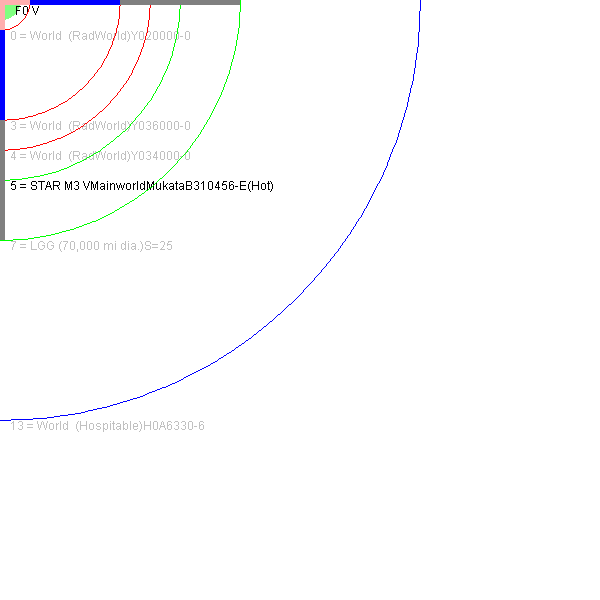 F0 V
0 = World  (RadWorld)Y020000-0
3 = World  (RadWorld)Y036000-0
4 = World  (RadWorld)Y034000-0
5 = STAR M3 VMainworldMukataB310456-E(Hot)
7 = LGG (70,000 mi dia.)S=25
13 = World  (Hospitable)H0A6330-6